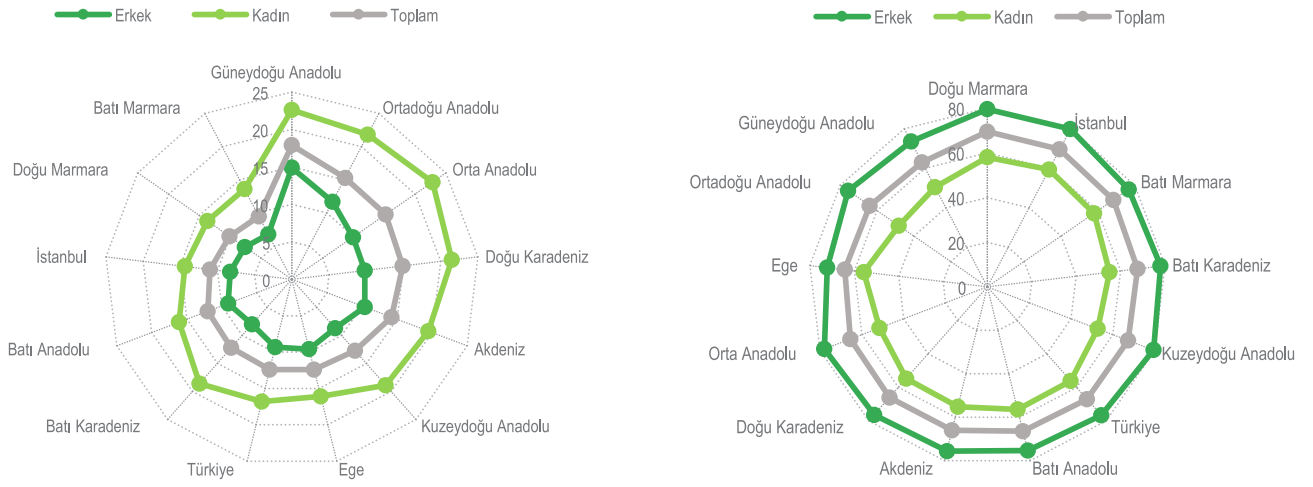 Erkek Kadın Toplam
Güneydoğu Anadolu
Ortadoğu Anadolu
Orta Anadolu
Doğu Karadeniz
Akdeniz
Kuzeydoğu Anadolu
Ege
Türkiye
Batı Karadeniz
Batı Anadolu
İstanbul
Doğu Marmara
Batı Marmara
25
20
15
10
5
0
Erkek Kadın Toplam
Doğu Marmara
İstanbul
Batı Marmara
Batı Karadeniz
Kuzeydoğu Anadolu
Türkiye
Batı Anadolu
Akdeniz
Doğu Karadeniz
Orta Anadolu
Ege
Ortadoğu Anadolu
Güneydoğu Anadolu
80
60
40
20
0